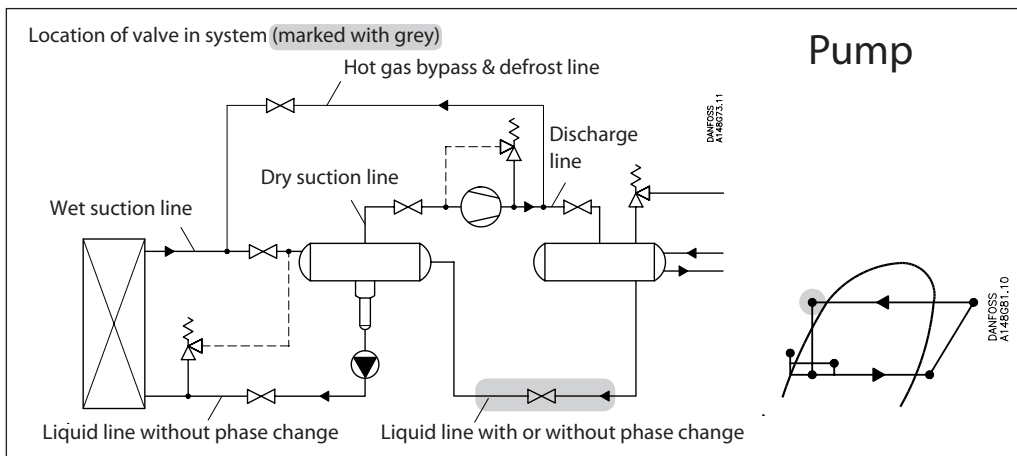 Location of valve in system (marked with grey)
Pump
Hot gas bypass & defrost line
DANFOSS
A148G73.11
Discharge
line
Dry suction line
Wet suction line
DANFOSS
A148G81.10
Liquid line without phase change
Liquid line with or without phase change